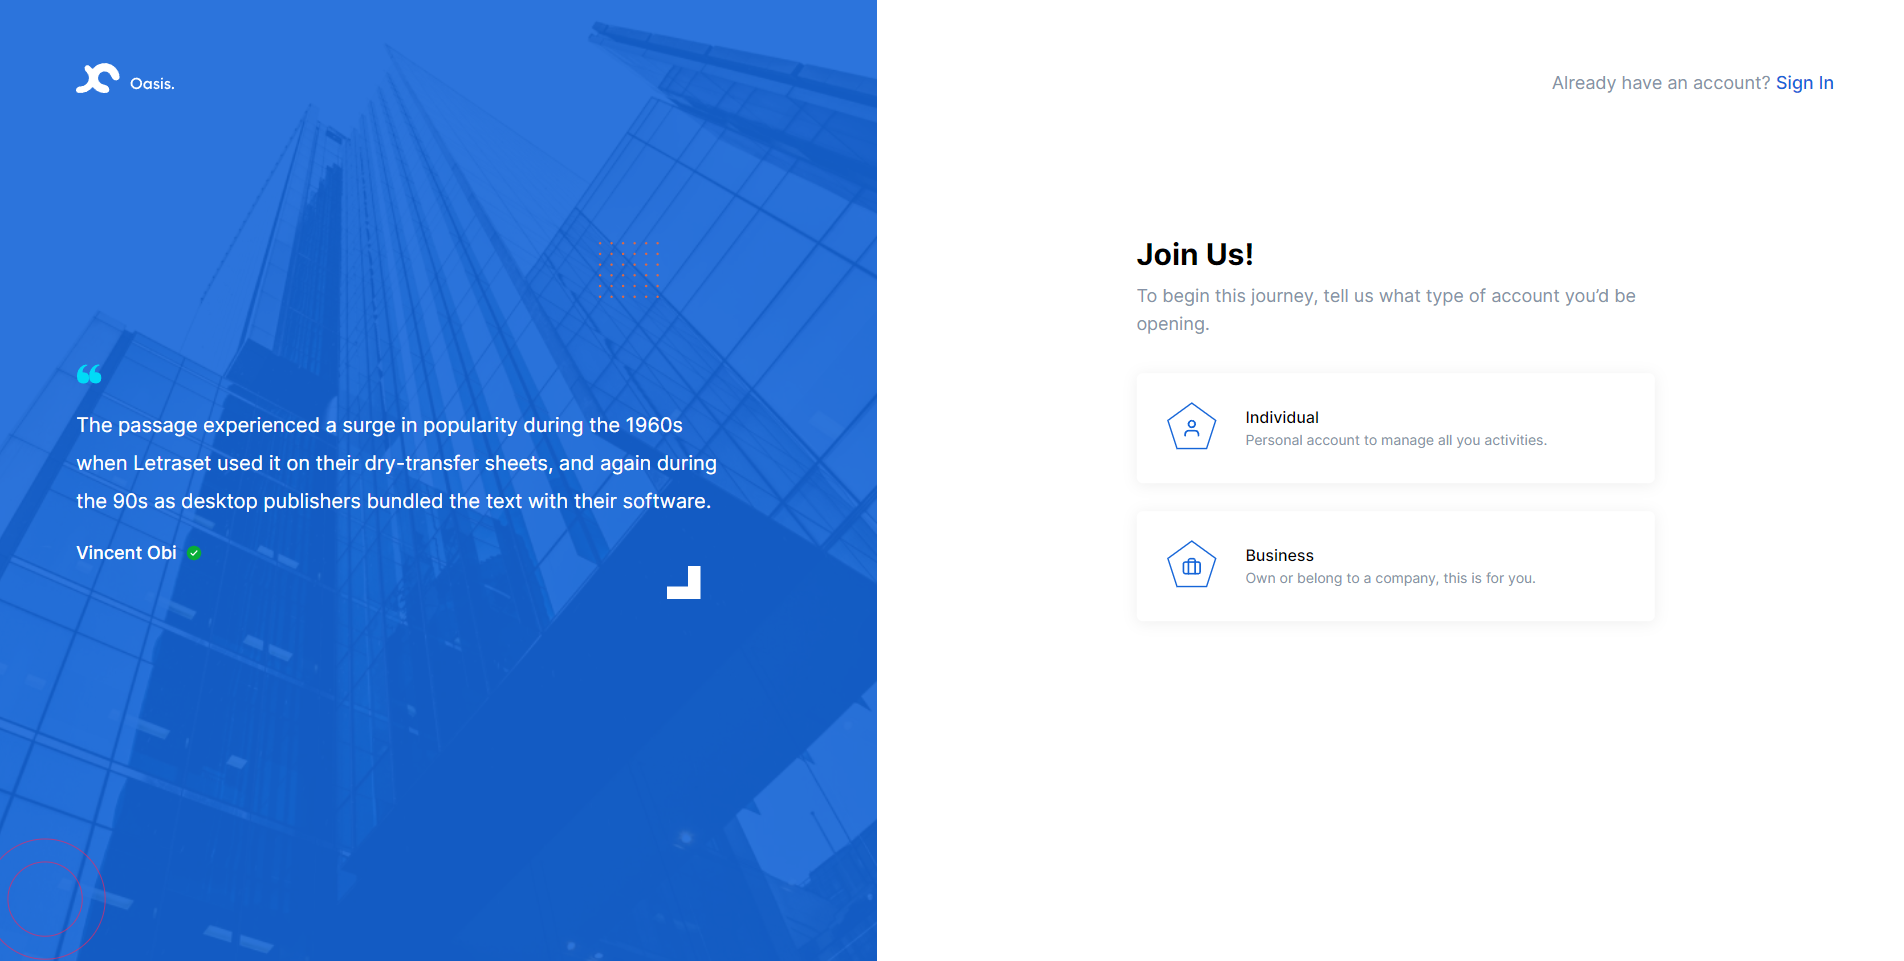 Oasis.
The passage experienced a surge in popularity during the 1960s
when Letraset used it on their dry-transfer sheets, and again during
the 90s as desktop publishers bundled the text with their software.
Vincent Obi
Already have an account? Sign In
Join Us!
To begin this journey, tell us what type of account you’d be
opening.
Individual
Personal account to manage all you activities.
Business
Own or belong to a company, this is for you.